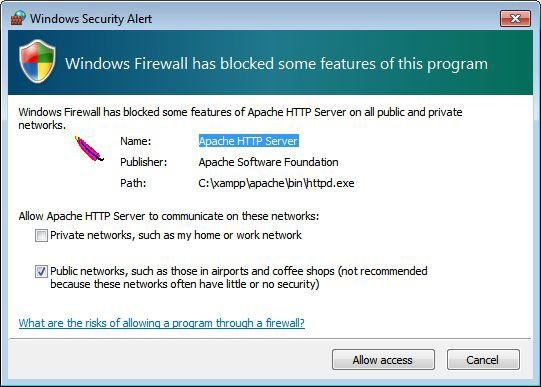 Windows Security Alert
Windows Firewall has blocked some features of this program
Windows Firewall has blocked some features of Apache HTTP Server on all public and private
networks.
Name: Apache HTTP Server
Publisher: Apache Software Foundation
Path: C:\xampp\apache\bin\httpd.exe
Allow Apache HTTP Server to communicate on these networks:
Private networks, such as my home or work network
Public networks, such as those in airports and coffee shops (not recommended
because these networks often have little or no security)
What are the risks of allowing a program through a firewall?
Allow access Cancel